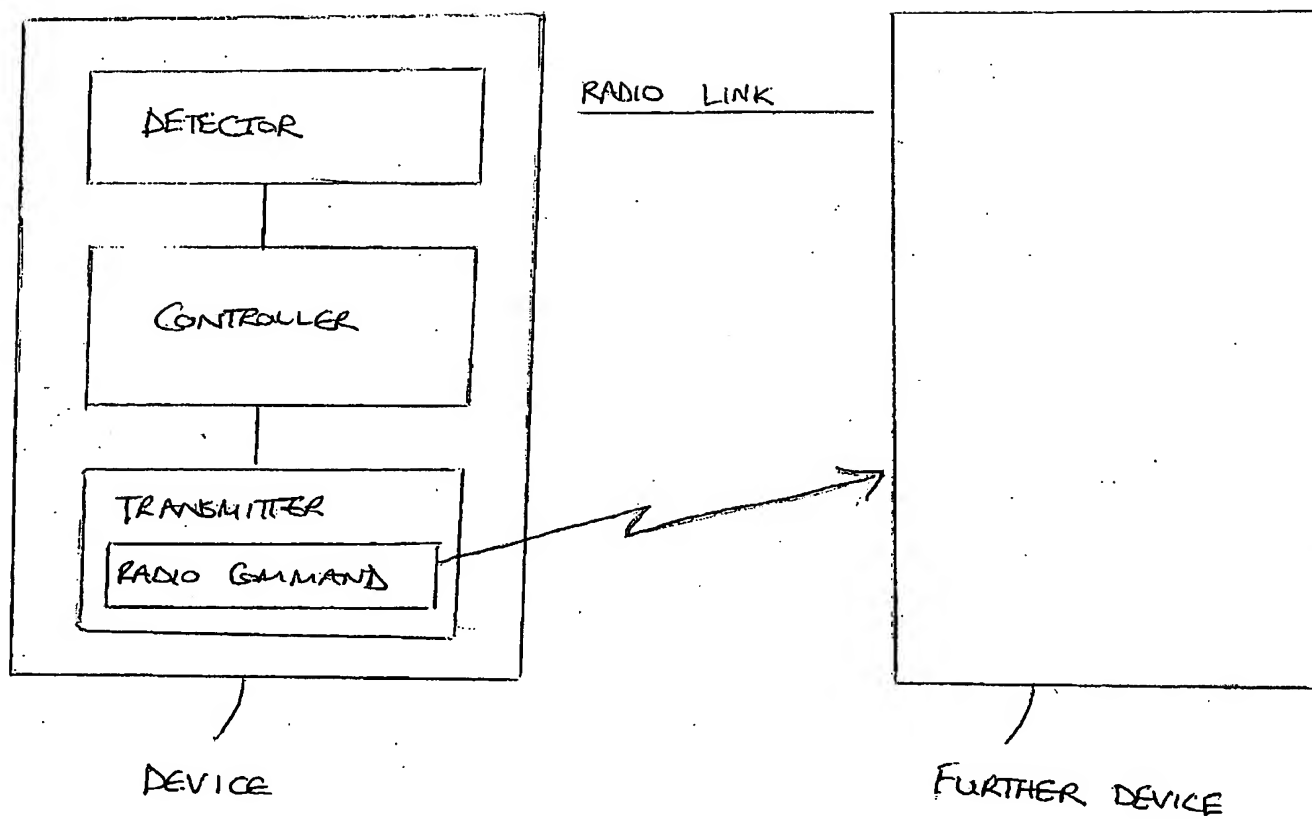 DETECTOR
RADIO LINK
CONTROLLER
TRANSMITTER
RADIO COMMAND
DEVICE
FURTHER DEVICE